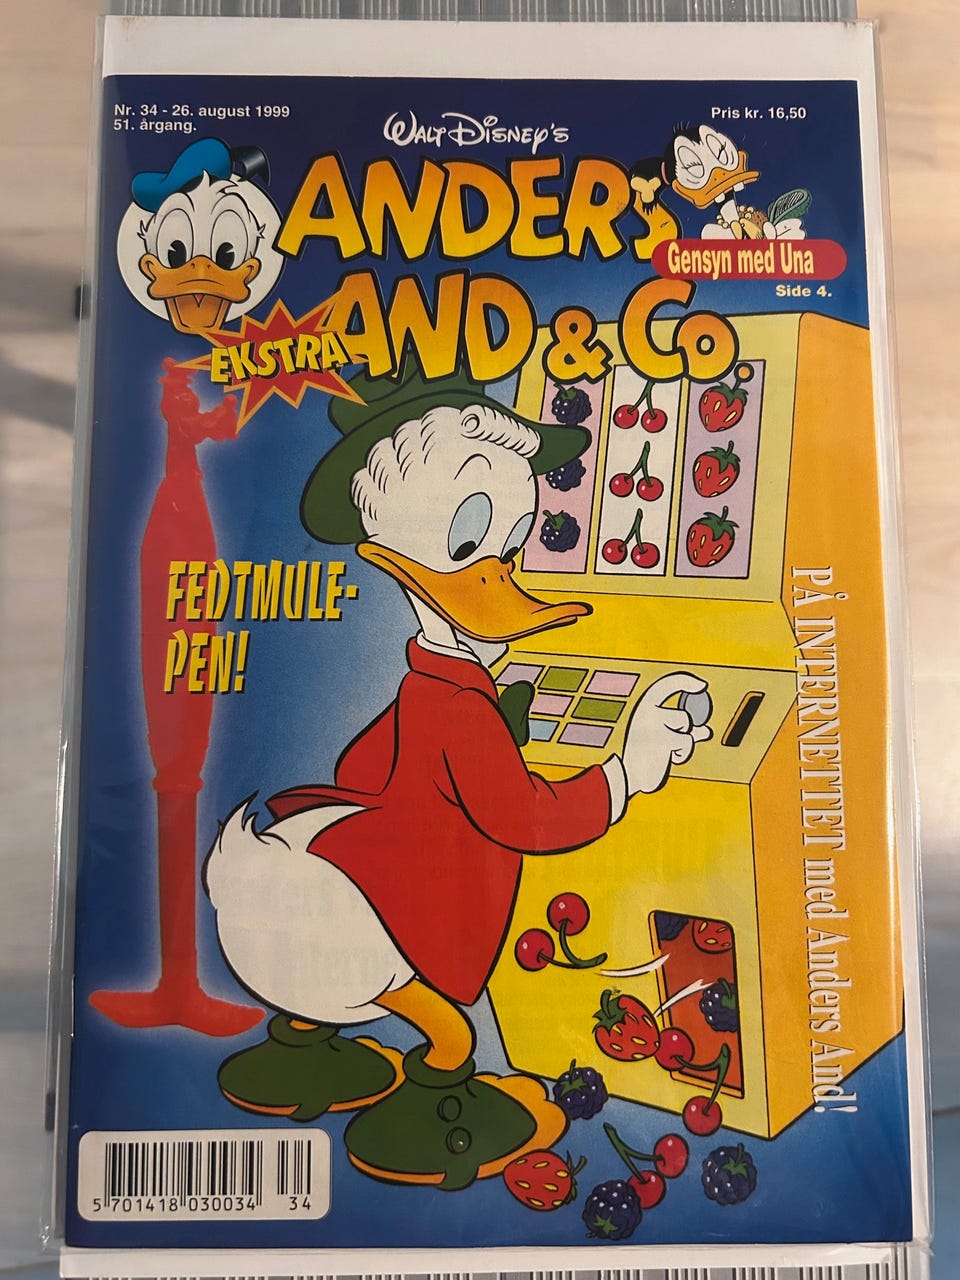 Nr. 34 - 26. august 1999
51. årgang.
Pris kr. 16,50
WALT DISNEY'S
ANDERS
AND & Co.
Gensyn med Una
Side 4.
EKSTRA
FEDTMULE-
PEN!
PÅ INTERNETTET med Anders And!
5 701418 030034 34